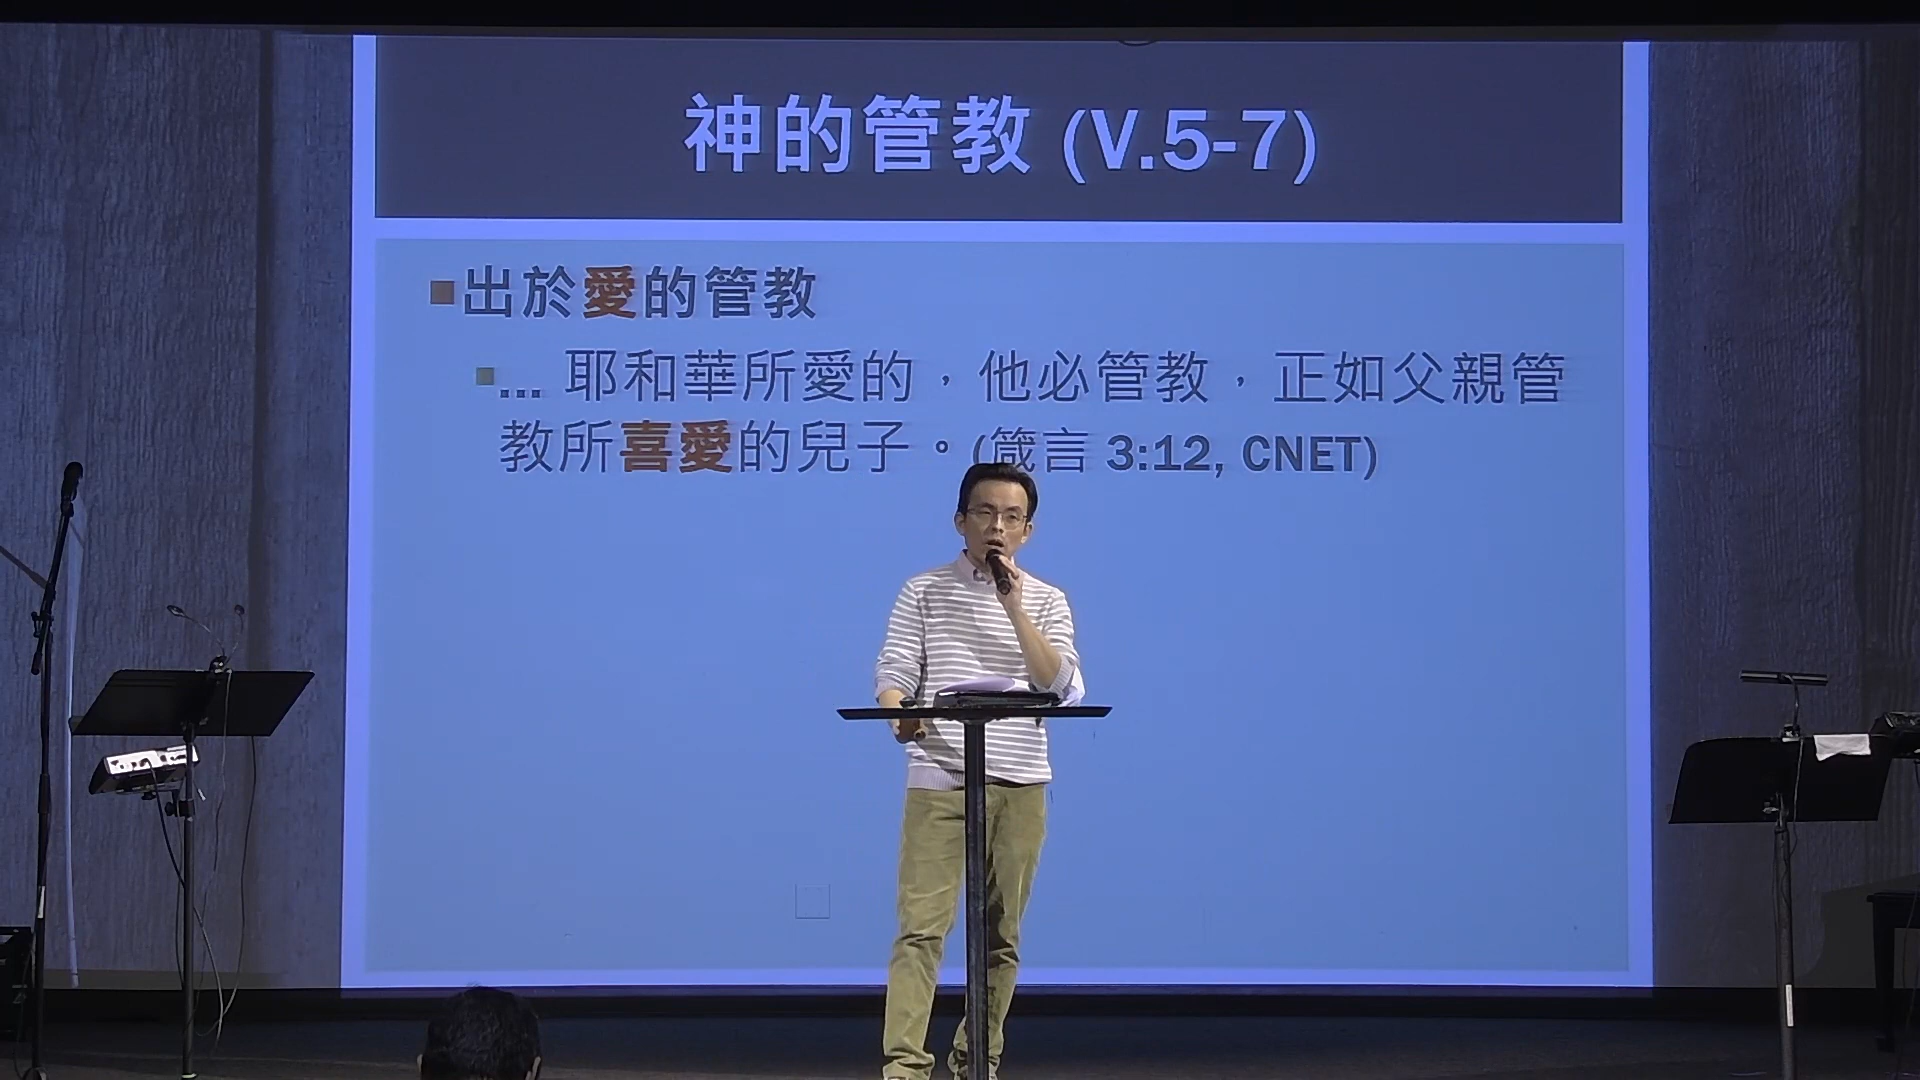 神的管教 (V.5-7)
出於愛的管教
... 耶和華所愛的，他必管教，正如父親管
教所喜愛的兒子。(箴言 3:12, CNET)